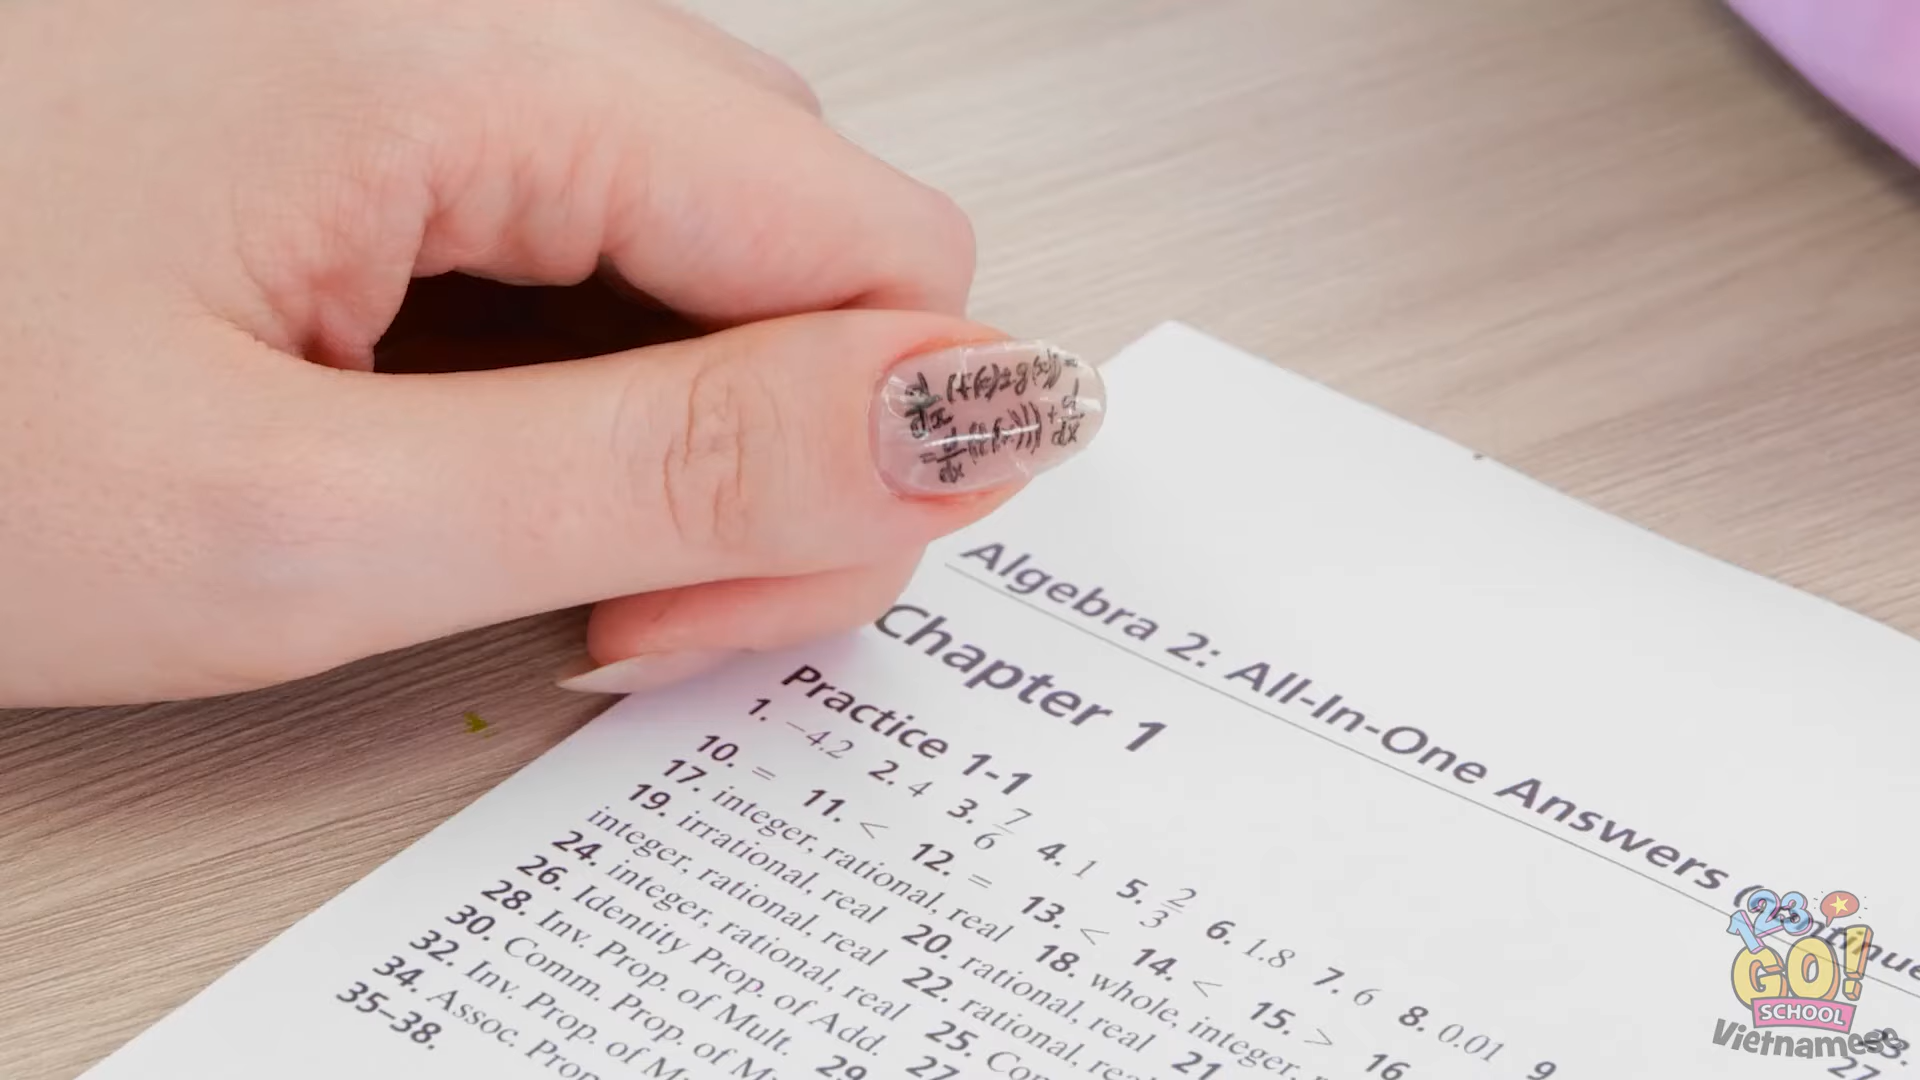 Algebra 2: All-In-One Answers
Chapter 1
Practice 1-1
1. −4.2 2. 4 3. 7/6 4. 1 5. 2/3 6. 1.8 7. 6 8. 0.01 9
10. = 11. < 12. = 13. < 14. < 15. > 16
17. integer, rational, real 18. whole, integer,
19. irrational, real 20. rational, real 21
integer, rational, real 22. rational,
24. integer, rational, real 25.
26. Identity Prop. of Add. 27
28. Inv. Prop. of Mult. 29
30. Comm. Prop. of
32. Inv. Prop. of
34. Assoc.
35–38.
27
123
GO!
SCHOOL
Vietnamese